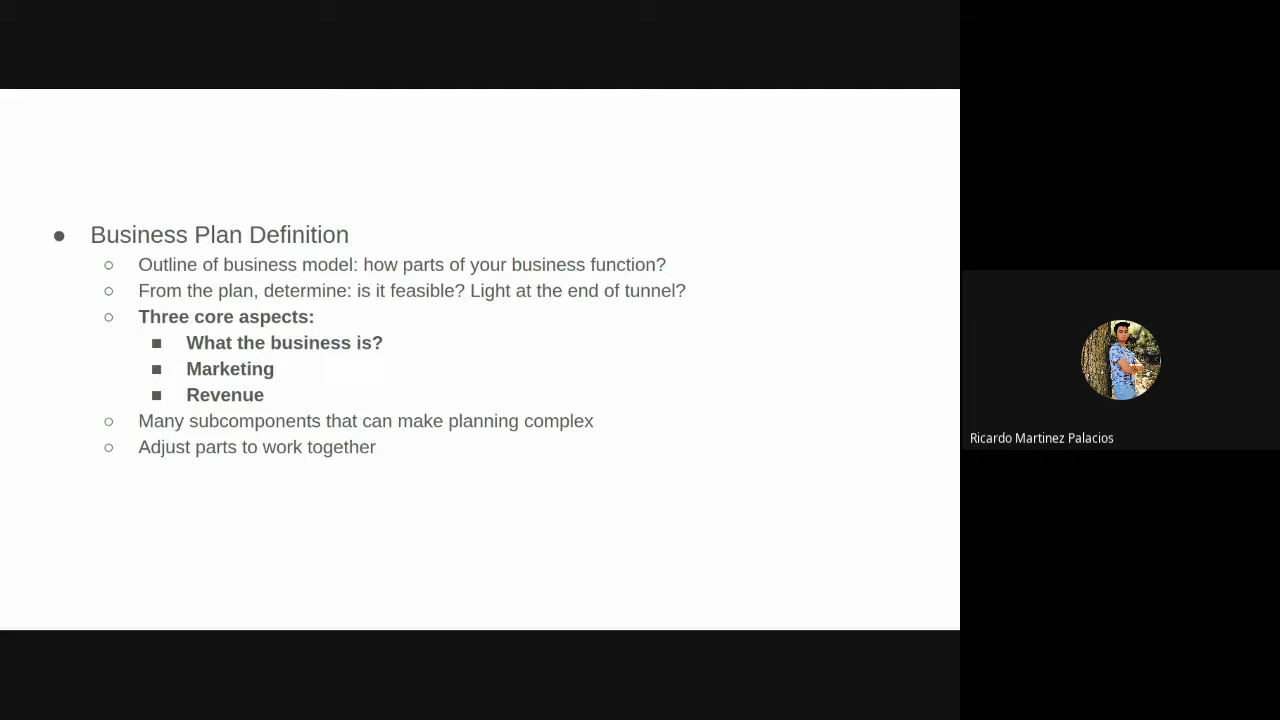 Business Plan Definition
Outline of business model: how parts of your business function?
From the plan, determine: is it feasible? Light at the end of tunnel?
Three core aspects:
What the business is?
Marketing
Revenue
Many subcomponents that can make planning complex
Adjust parts to work together
Ricardo Martinez Palacios